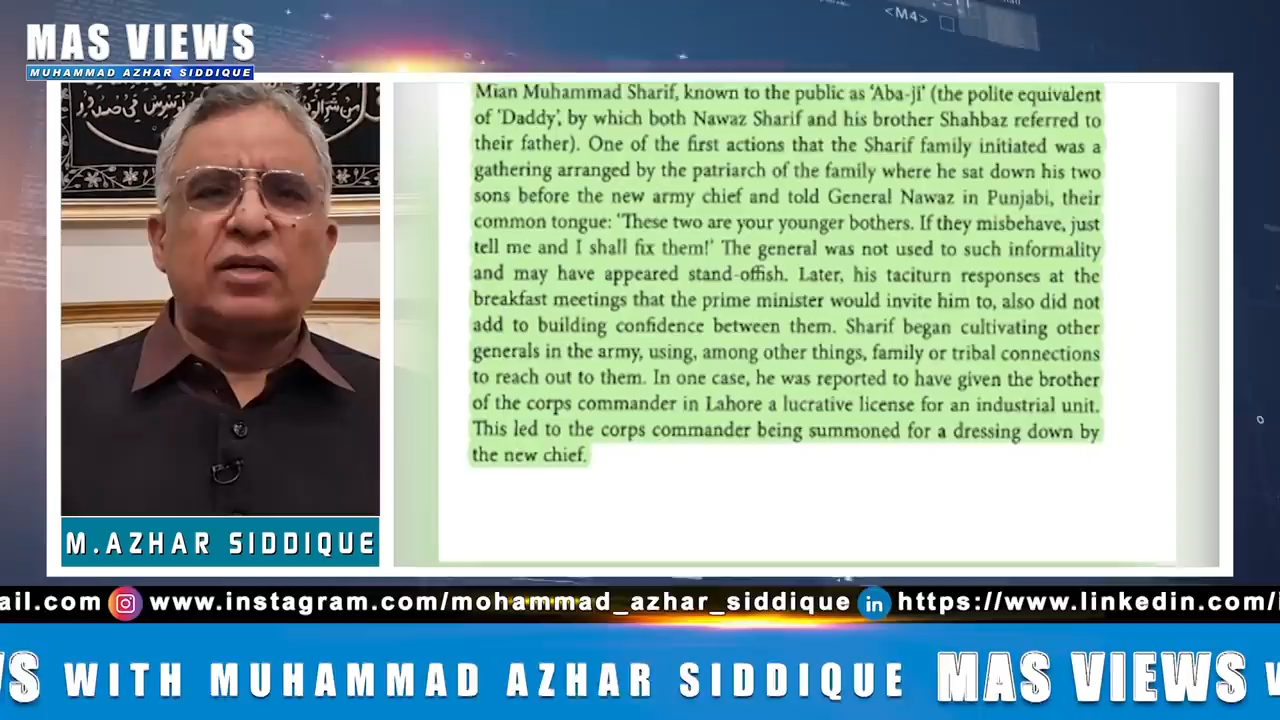 <M4>
MAS VIEWS
MUHAMMAD AZHAR SIDDIQUE
Mian Muhammad Sharif, known to the public as ‘Aba-ji’ (the polite equivalent
of ‘Daddy’, by which both Nawaz Sharif and his brother Shahbaz referred to
their father). One of the first actions that the Sharif family initiated was a
gathering arranged by the patriarch of the family where he sat down his two
sons before the new army chief and told General Nawaz in Punjabi, their
common tongue: ‘These two are your younger bothers. If they misbehave, just
tell me and I shall fix them!’ The general was not used to such informality
and may have appeared stand-offish. Later, his taciturn responses at the
breakfast meetings that the prime minister would invite him to, also did not
add to building confidence between them. Sharif began cultivating other
generals in the army, using, among other things, family or tribal connections
to reach out to them. In one case, he was reported to have given the brother
of the corps commander in Lahore a lucrative license for an industrial unit.
This led to the corps commander being summoned for a dressing down by
the new chief.
M.AZHAR SIDDIQUE
ail.com www.instagram.com/mohammad_azhar_siddique https://www.linkedin.com/i
WS WITH MUHAMMAD AZHAR SIDDIQUE MAS VIEWS